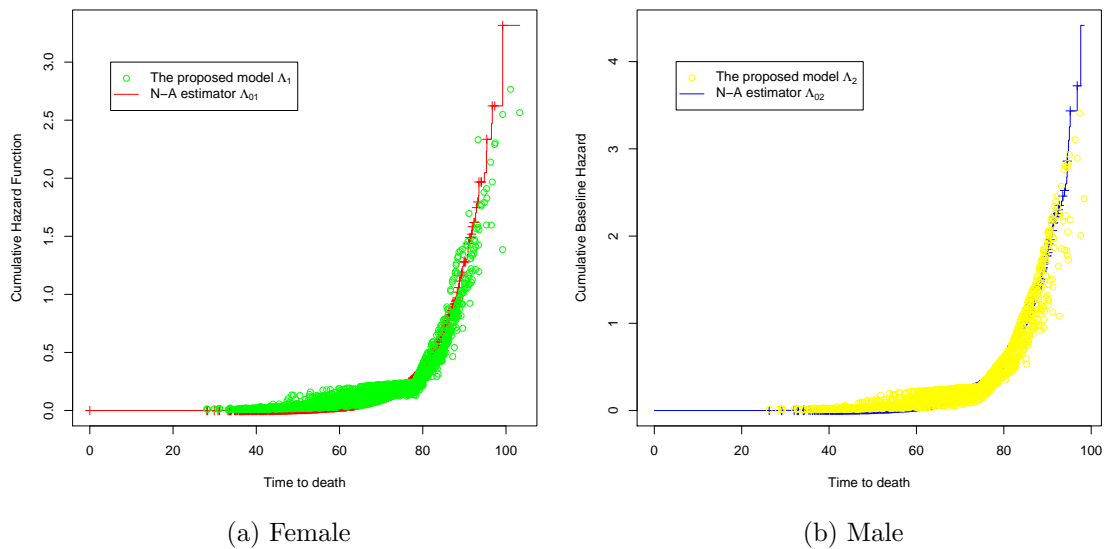 Cumulative Hazard Function
3.0
2.5
2.0
1.5
1.0
0.5
0.0
The proposed model Λ1
N−A estimator Λ01
0 20 40 60 80 100
Time to death
(a) Female
Cumulative Baseline Hazard
4
3
2
1
0
The proposed model Λ2
N−A estimator Λ02
0 20 40 60 80 100
Time to death
(b) Male